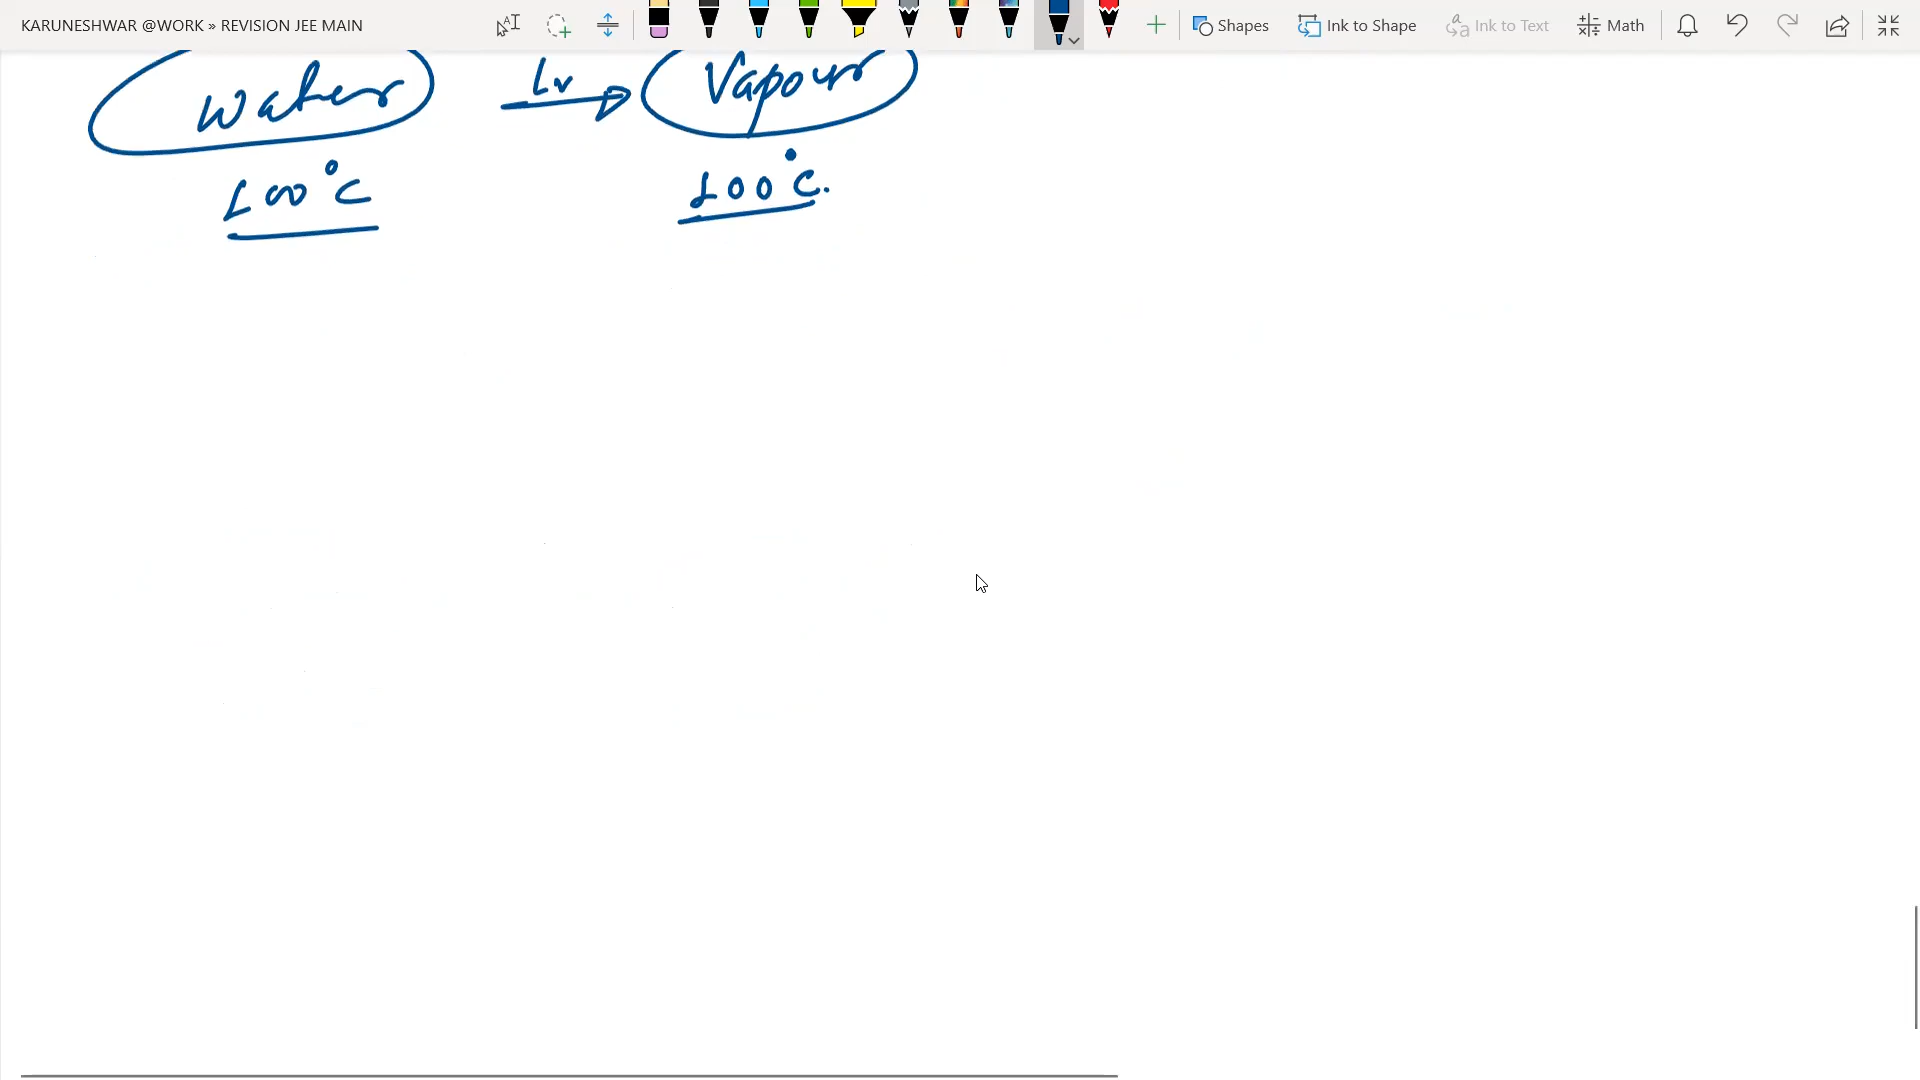 KARUNESHWAR @WORK » REVISION JEE MAIN
Shapes Ink to Shape Ink to Text Math
Water Lv Vapour
100°C 100°C.